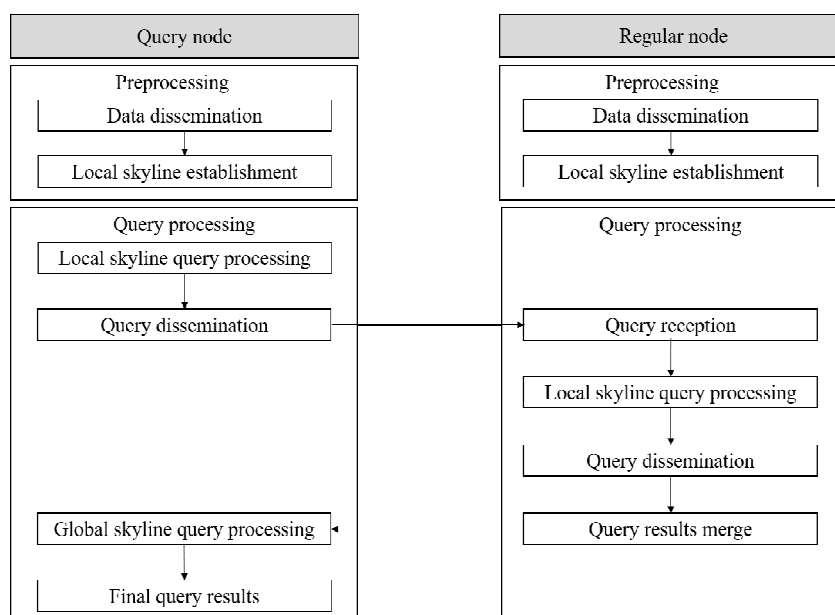 Query node
Preprocessing
Data dissemination
Local skyline establishment
Query processing
Local skyline query processing
Query dissemination
Global skyline query processing
Final query results
Regular node
Preprocessing
Data dissemination
Local skyline establishment
Query processing
Query reception
Local skyline query processing
Query dissemination
Query results merge